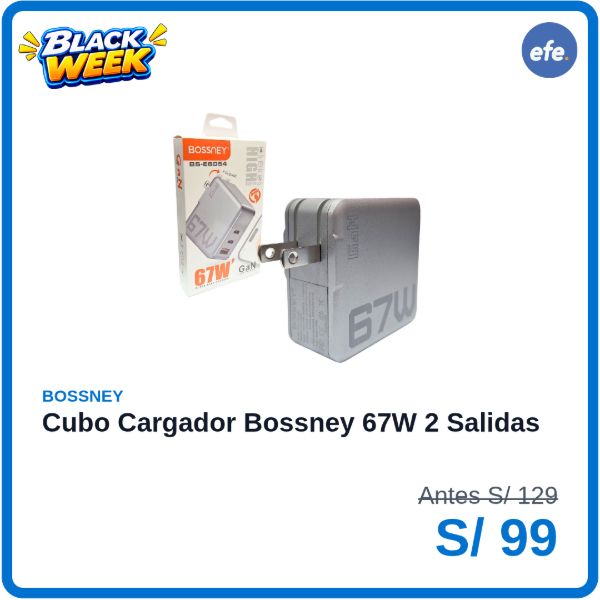 BLACK
WEEK
efe.
BOSSNEY
BS-E6054
GaN
67W
GaN
67W
BOSSNEY
Cubo Cargador Bossney 67W 2 Salidas
Antes S/ 129
S/ 99